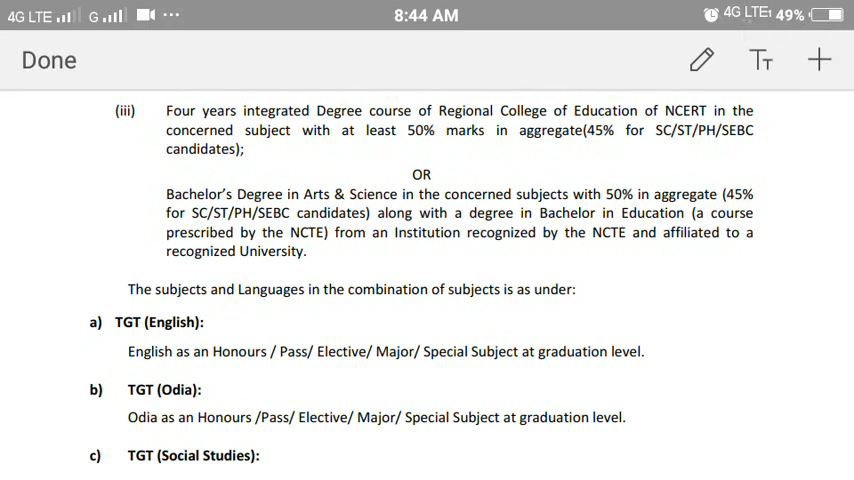 4G LTE G ... 8:44 AM 4G LTE 49%
Done TT +
(iii) Four years integrated Degree course of Regional College of Education of NCERT in the
concerned subject with at least 50% marks in aggregate(45% for SC/ST/PH/SEBC
candidates);
OR
Bachelor’s Degree in Arts & Science in the concerned subjects with 50% in aggregate (45%
for SC/ST/PH/SEBC candidates) along with a degree in Bachelor in Education (a course
prescribed by the NCTE) from an Institution recognized by the NCTE and affiliated to a
recognized University.
The subjects and Languages in the combination of subjects is as under:
a) TGT (English):
English as an Honours / Pass/ Elective/ Major/ Special Subject at graduation level.
b) TGT (Odia):
Odia as an Honours /Pass/ Elective/ Major/ Special Subject at graduation level.
c) TGT (Social Studies):